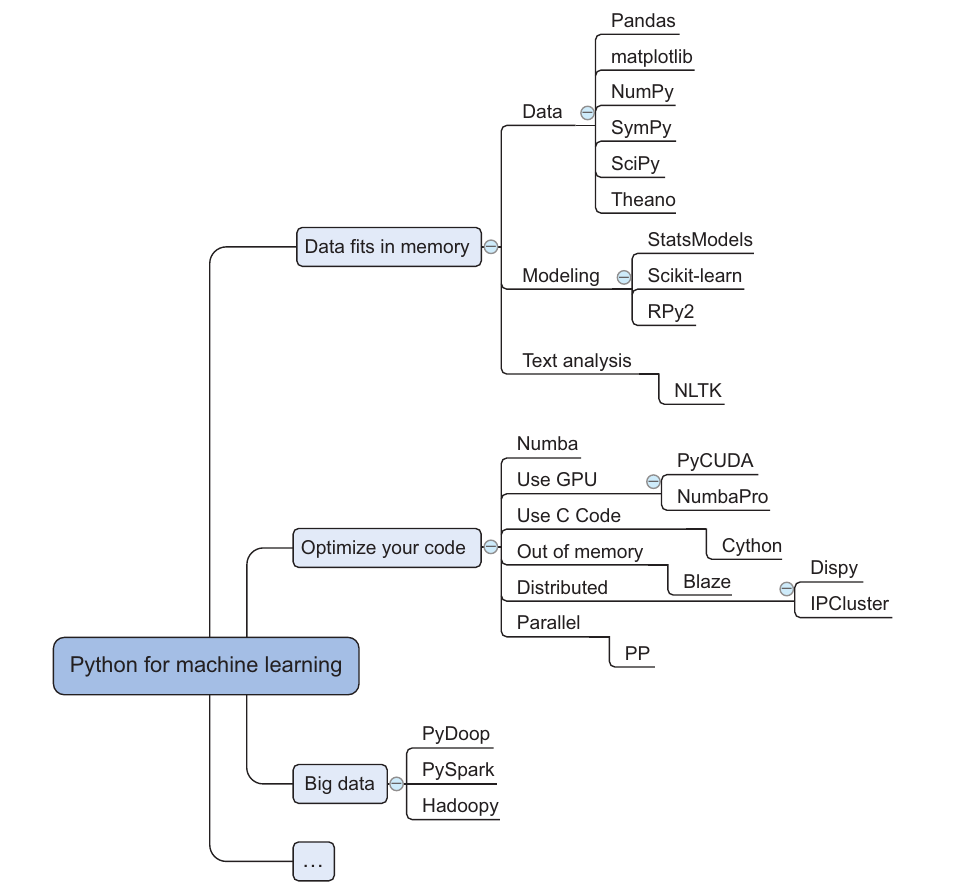 Python for machine learning
Data fits in memory
Data
Pandas
matplotlib
NumPy
SymPy
SciPy
Theano
Modeling
StatsModels
Scikit-learn
RPy2
Text analysis
NLTK
Optimize your code
Numba
Use GPU
PyCUDA
NumbaPro
Use C Code
Cython
Out of memory
Blaze
Distributed
Dispy
IPCluster
Parallel
PP
Big data
PyDoop
PySpark
Hadoopy
...